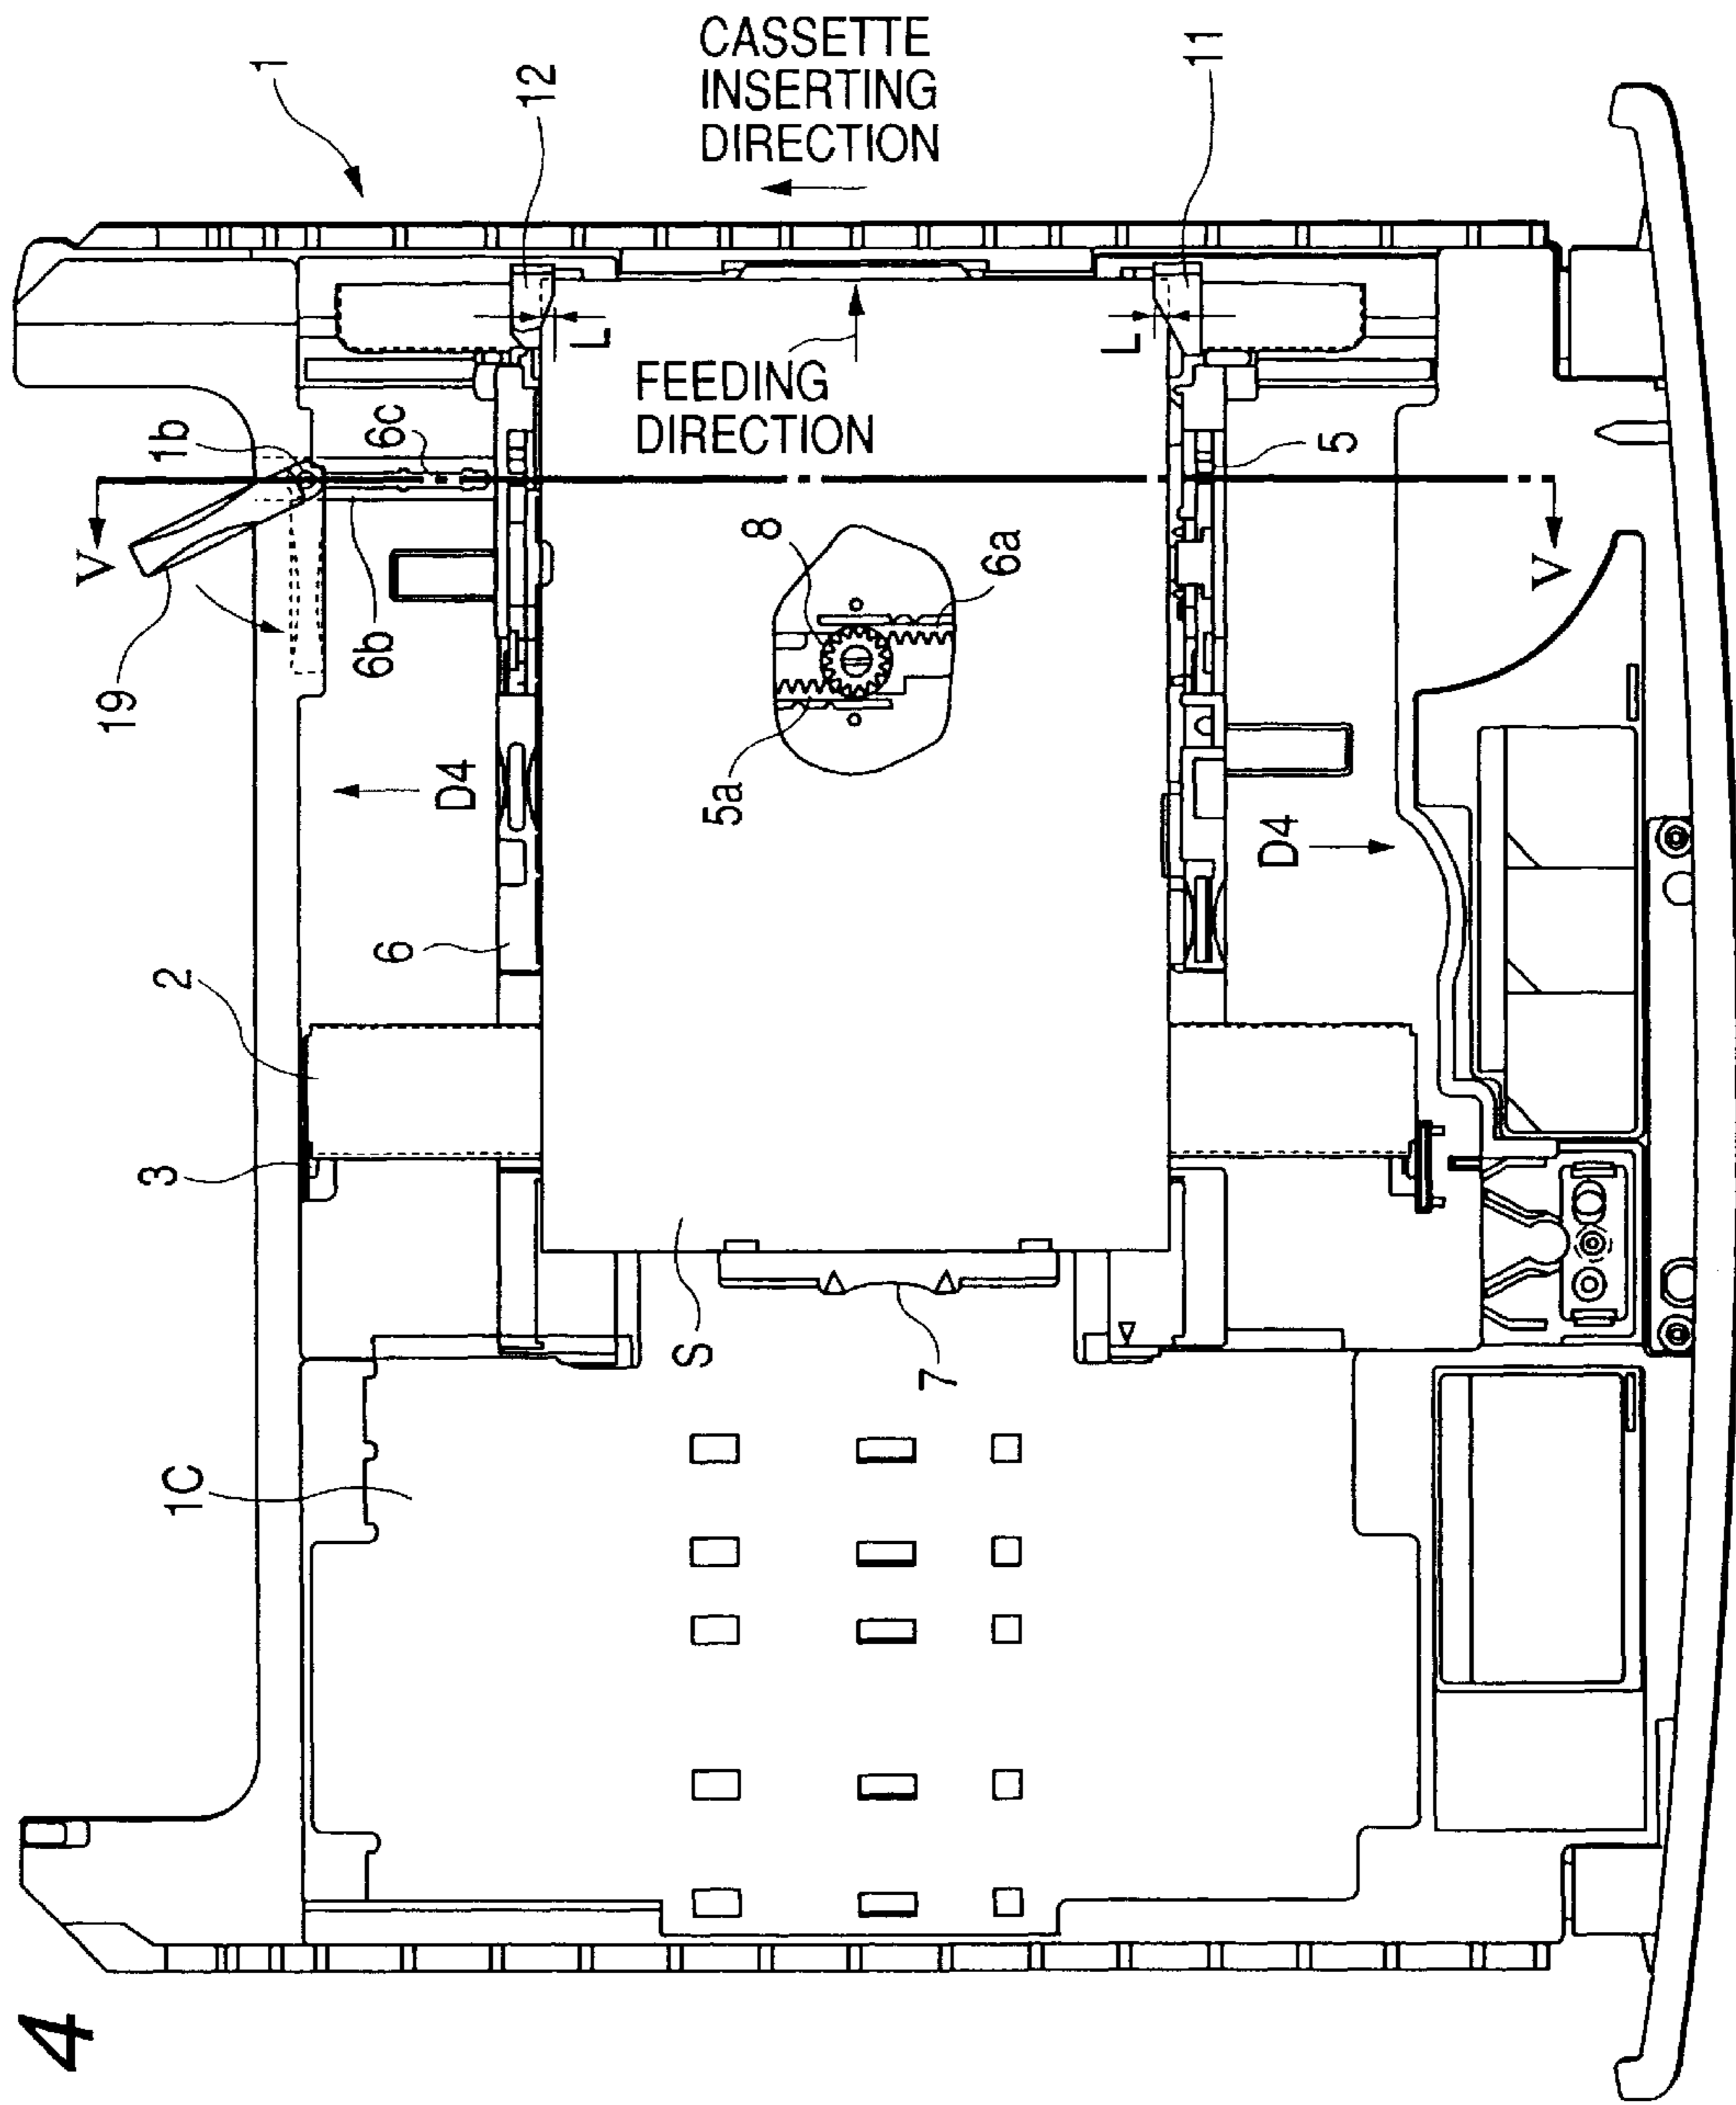 4
1
12
CASSETTE
INSERTING
DIRECTION
11
L
L
FEEDING
DIRECTION
1b
6c
5
V
V
8
6a
19
6b
5a
D4
D4
6
2
3
S
7
1C